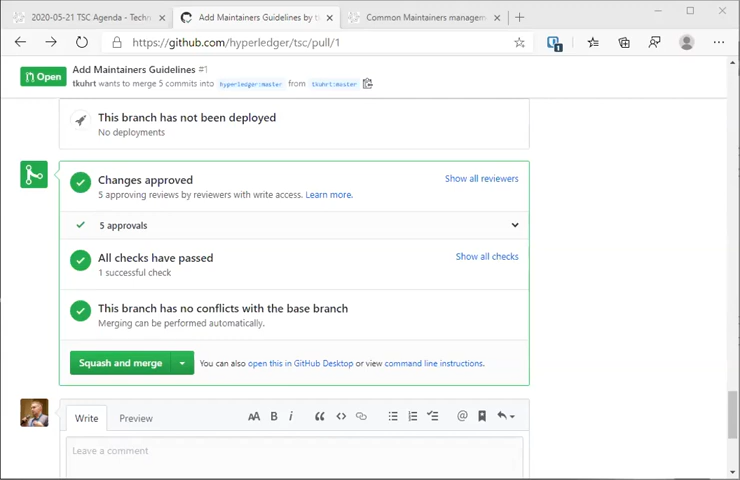 2020-05-21 TSC Agenda - Techn
Add Maintainers Guidelines by t
Common Maintainers managem
https://github.com/hyperledger/tsc/pull/1
1
Open
Add Maintainers Guidelines #1
tkuhrt wants to merge 5 commits into hyperledger:master from tkuhrt:master
This branch has not been deployed
No deployments
Changes approved
Show all reviewers
5 approving reviews by reviewers with write access. Learn more.
5 approvals
All checks have passed
Show all checks
1 successful check
This branch has no conflicts with the base branch
Merging can be performed automatically.
Squash and merge
You can also open this in GitHub Desktop or view command line instructions.
Write
Preview
AA B i
Leave a comment